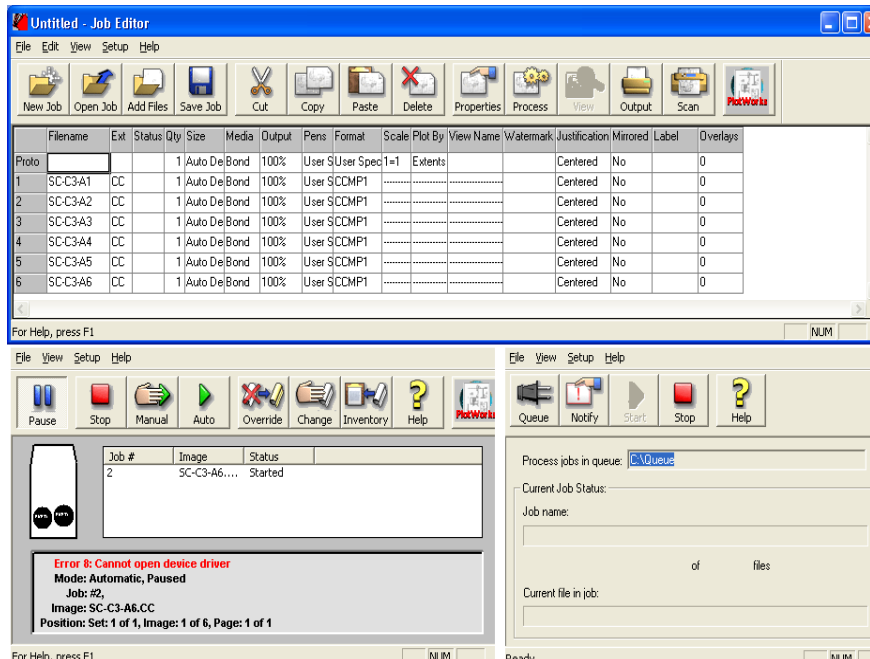 Untitled - Job Editor
File Edit View Setup Help
New Job Open Job Add Files Save Job Cut Copy Paste Delete Properties Process View Output Scan PlotWorks
Filename Ext Status Qty Size Media Output Pens Format Scale Plot By View Name Watermark Justification Mirrored Label Overlays
Proto 1 Auto De Bond 100% User S User Spec 1=1 Extents Centered No 0
1 SC-C3-A1 CC 1 Auto De Bond 100% User S CCMP1 Centered No 0
2 SC-C3-A2 CC 1 Auto De Bond 100% User S CCMP1 Centered No 0
3 SC-C3-A3 CC 1 Auto De Bond 100% User S CCMP1 Centered No 0
4 SC-C3-A4 CC 1 Auto De Bond 100% User S CCMP1 Centered No 0
5 SC-C3-A5 CC 1 Auto De Bond 100% User S CCMP1 Centered No 0
6 SC-C3-A6 CC 1 Auto De Bond 100% User S CCMP1 Centered No 0
For Help, press F1 NUM
File View Setup Help
Pause Stop Manual Auto Override Change Inventory Help PlotWorks
Job # Image Status
2 SC-C3-A6.... Started
Error 8: Cannot open device driver
Mode: Automatic, Paused
Job: #2,
Image: SC-C3-A6.CC
Position: Set: 1 of 1, Image: 1 of 6, Page: 1 of 1
For Help, press F1 NUM
File View Setup Help
Queue Notify Start Stop Help
Process jobs in queue: C:\Queue
Current Job Status:
Job name:
of files
Current file in job:
Ready NUM